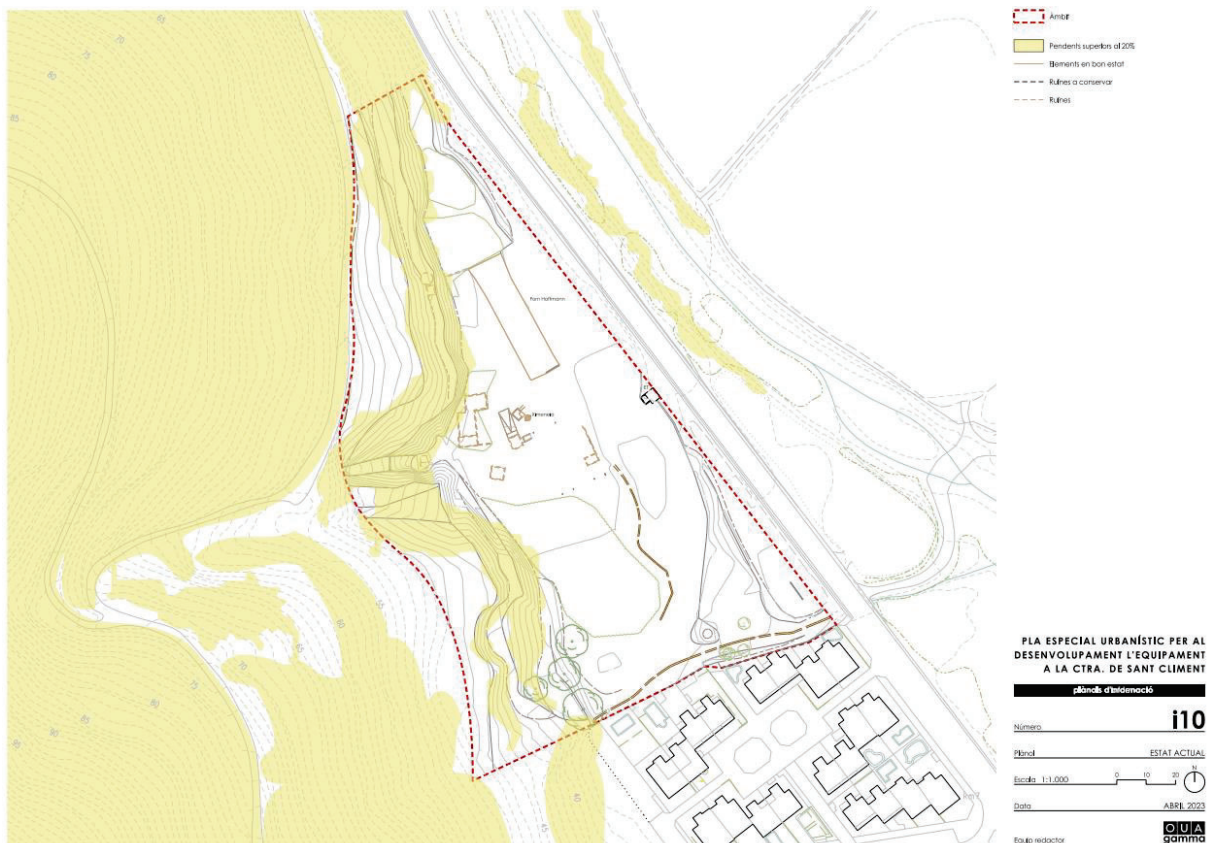 Àmbit
Pendents superiors al 20%
Elements en bon estat
Ruïnes a conservar
Ruïnes
Forn Hoffmann
PLA ESPECIAL URBANÍSTIC PER AL
DESENVOLUPAMENT L'EQUIPAMENT
A LA CTRA. DE SANT CLIMENT
Número
i10
Plànol
ESTAT ACTUAL
Escala 1:1.000
0 10 20
N
Data
ABRIL 2023
Equip redactor
OUA
gamma